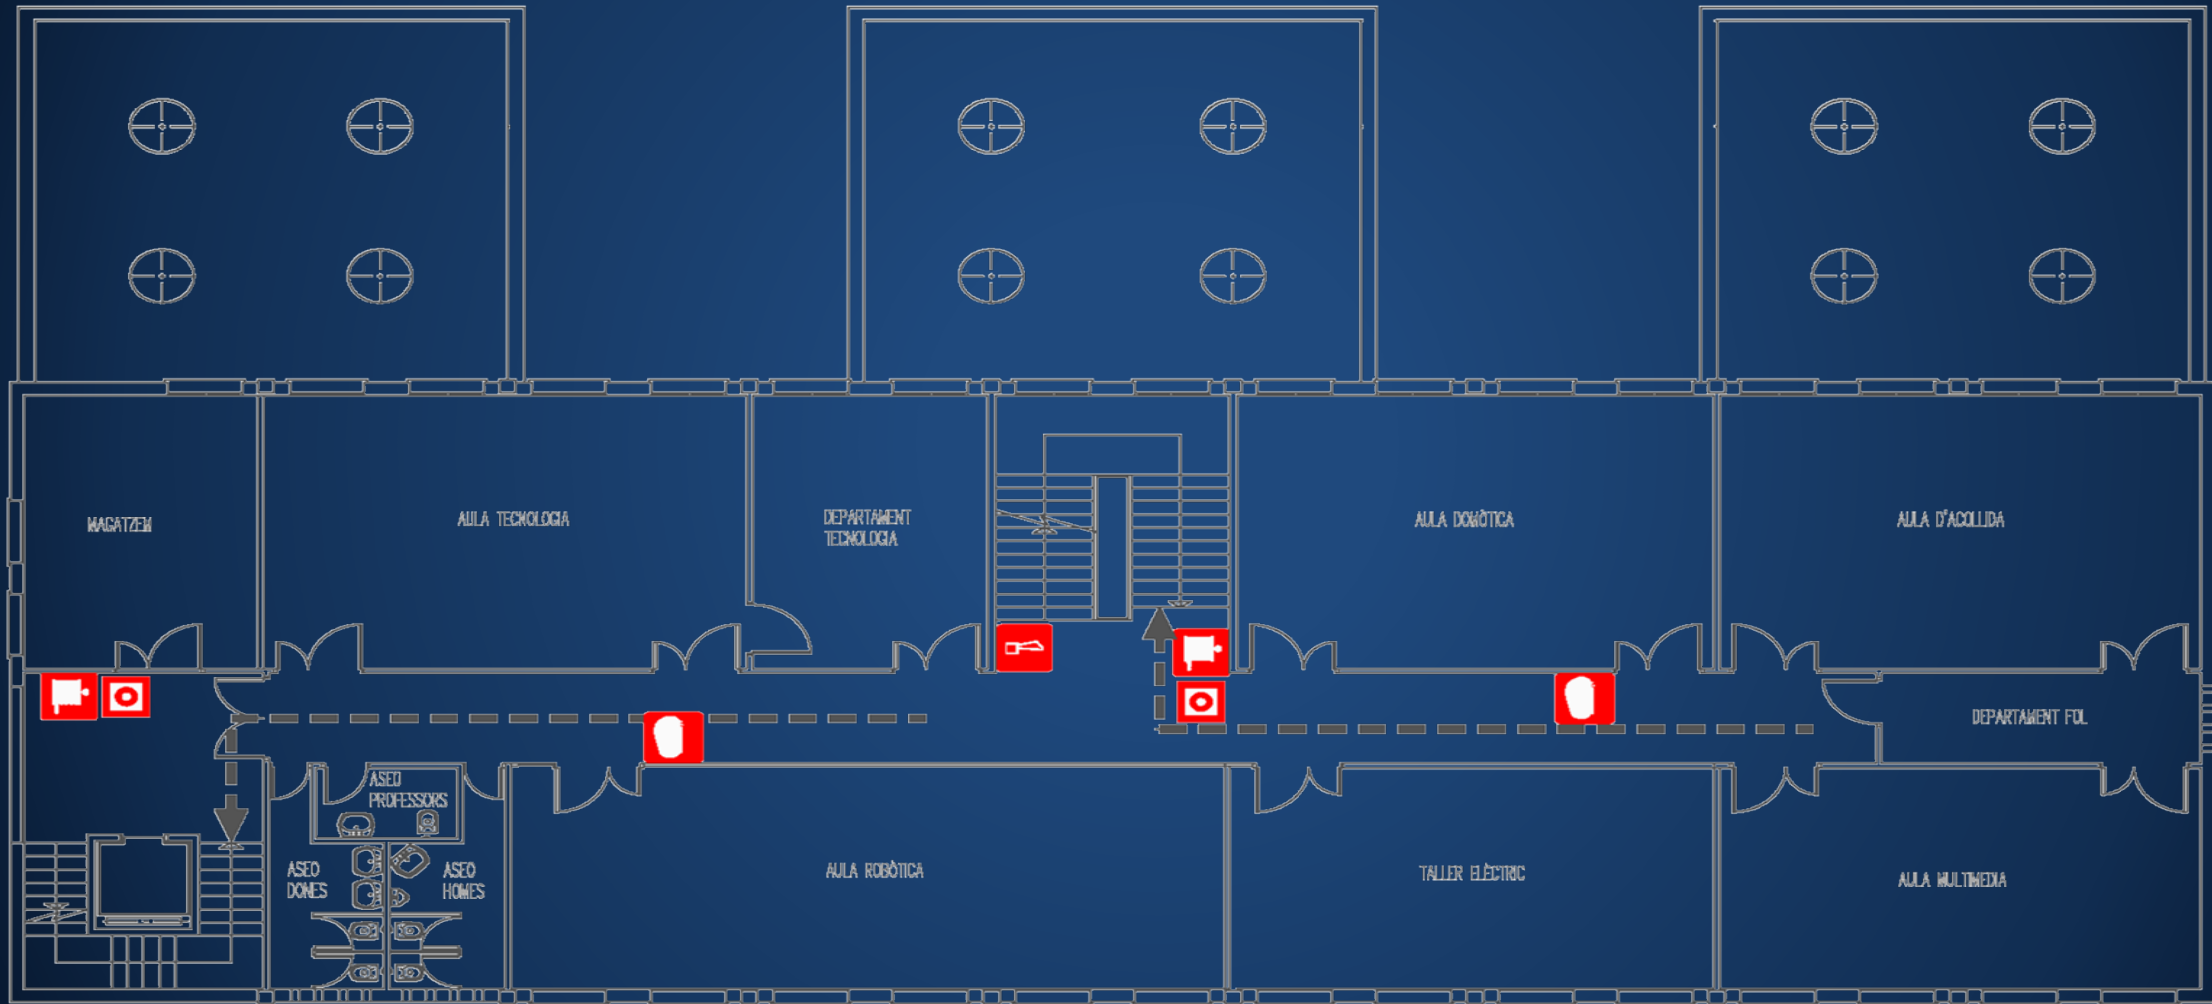 MAGATZEM
AULA TECNOLOGIA
DEPARTAMENT
TECNOLOGIA
AULA DOMÒTICA
AULA D'ACOLLIDA
DEPARTAMENT FOL
ASEO
PROFESSORS
ASEO
DONES
ASEO
HOMES
AULA ROBÒTICA
TALLER ELÈCTRIC
AULA MULTIMEDIA